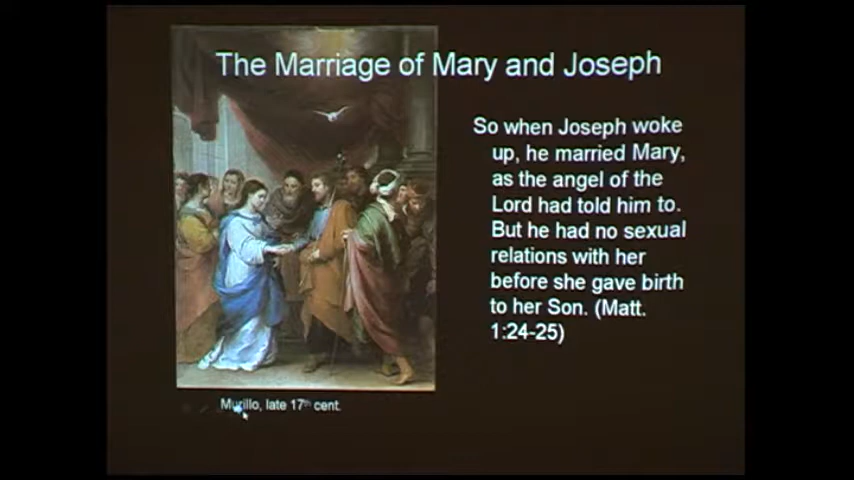 The Marriage of Mary and Joseph
So when Joseph woke
up, he married Mary,
as the angel of the
Lord had told him to.
But he had no sexual
relations with her
before she gave birth
to her Son. (Matt.
1:24-25)
Murillo, late 17th cent.